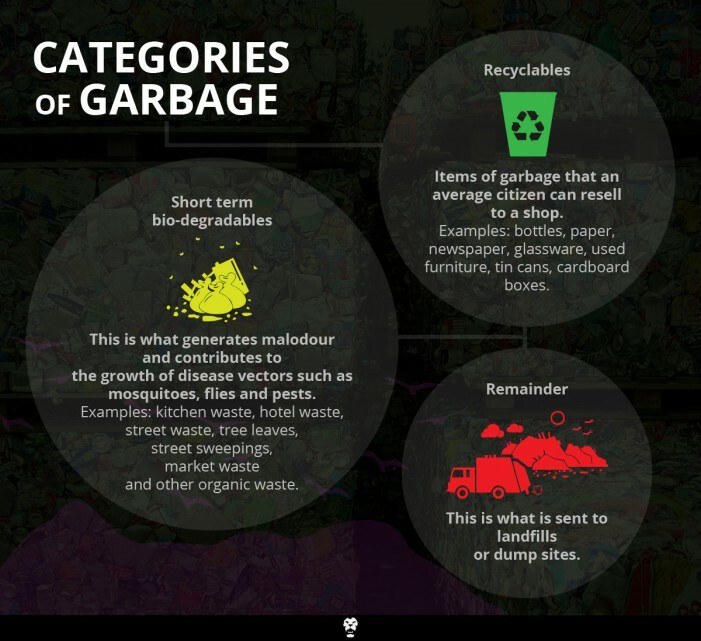 CATEGORIES
OF GARBAGE
Recyclables
Items of garbage that an
average citizen can resell
to a shop.
Examples: bottles, paper,
newspaper, glassware, used
furniture, tin cans, cardboard
boxes.
Short term
bio-degradables
This is what generates malodour
and contributes to
the growth of disease vectors such as
mosquitoes, flies and pests.
Examples: kitchen waste, hotel waste,
street waste, tree leaves,
street sweepings,
market waste
and other organic waste.
Remainder
This is what is sent to
landfills
or dump sites.